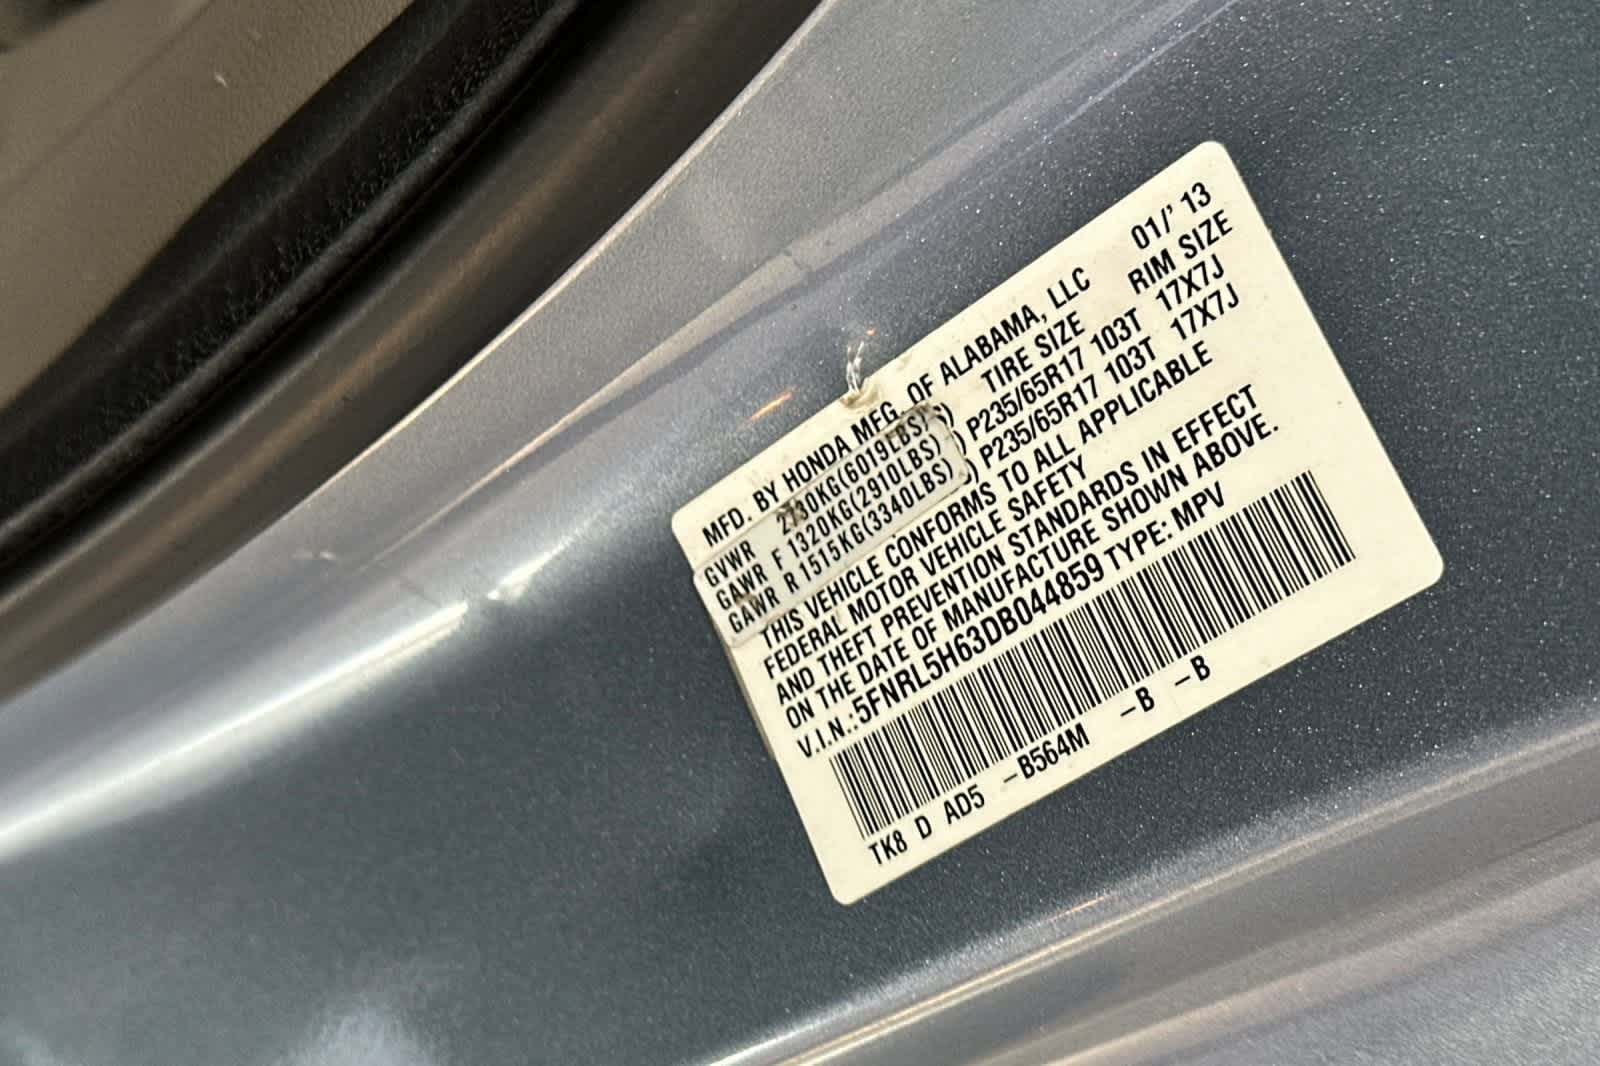 MFD. BY HONDA MFG. OF ALABAMA, LLC 01/' 13
TIRE SIZE RIM SIZE
GVWR 2730KG(6019LBS) P235/65R17 103T 17X7J
GAWR F 1320KG(2910LBS) P235/65R17 103T 17X7J
GAWR R 1515KG(3340LBS)
THIS VEHICLE CONFORMS TO ALL APPLICABLE
FEDERAL MOTOR VEHICLE SAFETY
AND THEFT PREVENTION STANDARDS IN EFFECT
ON THE DATE OF MANUFACTURE SHOWN ABOVE.
V.I.N.:5FNRL5H63DB044859 TYPE: MPV
TK8 D AD5 -B564M -B -B